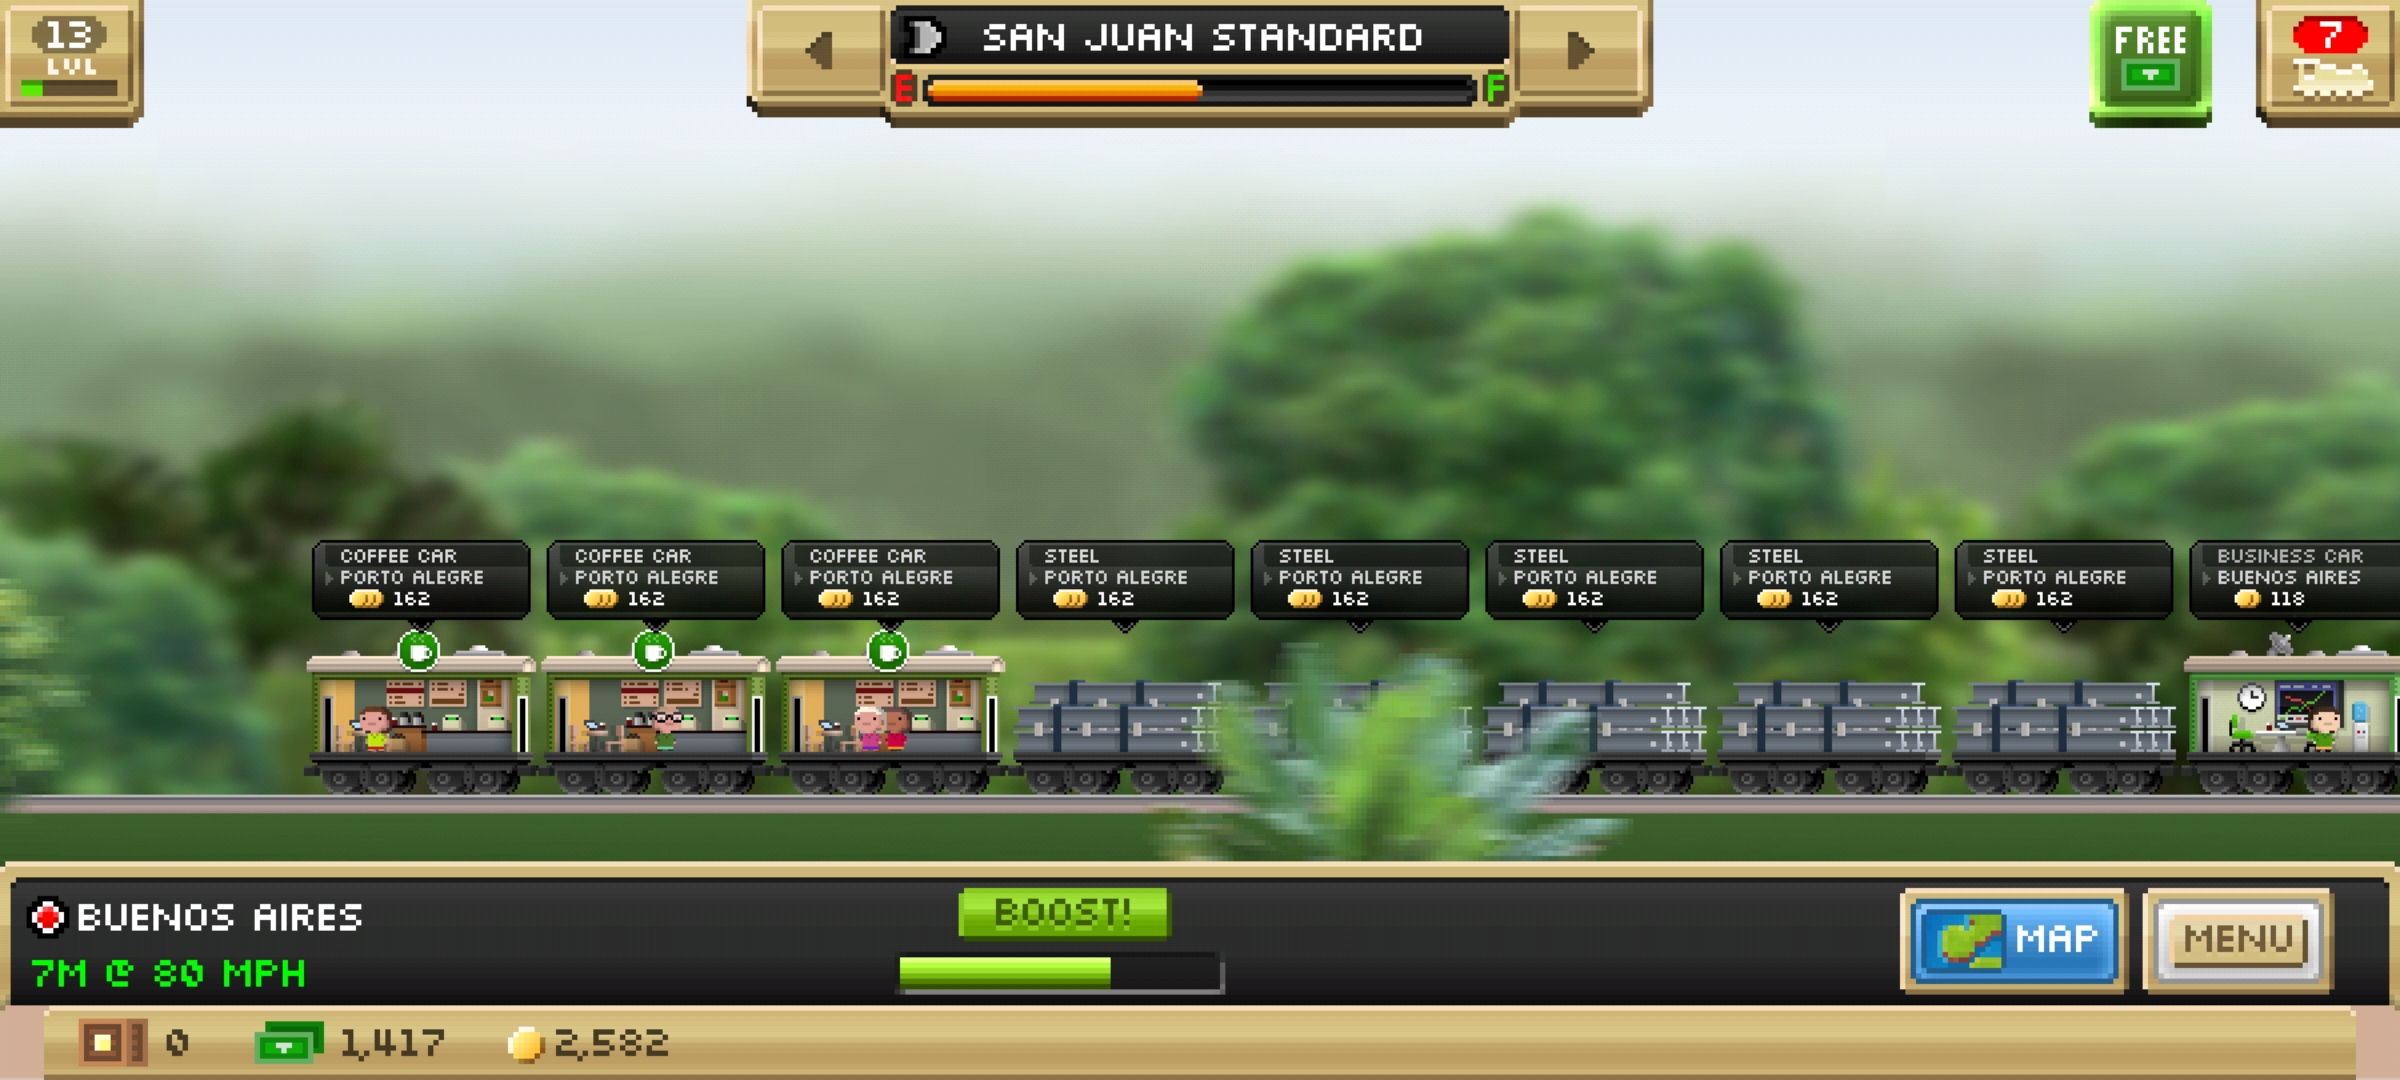 13
LVL
SAN JUAN STANDARD
E F
FREE
7
COFFEE CAR
PORTO ALEGRE
162
COFFEE CAR
PORTO ALEGRE
162
COFFEE CAR
PORTO ALEGRE
162
STEEL
PORTO ALEGRE
162
STEEL
PORTO ALEGRE
162
STEEL
PORTO ALEGRE
162
STEEL
PORTO ALEGRE
162
STEEL
PORTO ALEGRE
162
BUSINESS CAR
BUENOS AIRES
118
BUENOS AIRES
7M @ 80 MPH
BOOST!
MAP
MENU
0 1,417 2,582